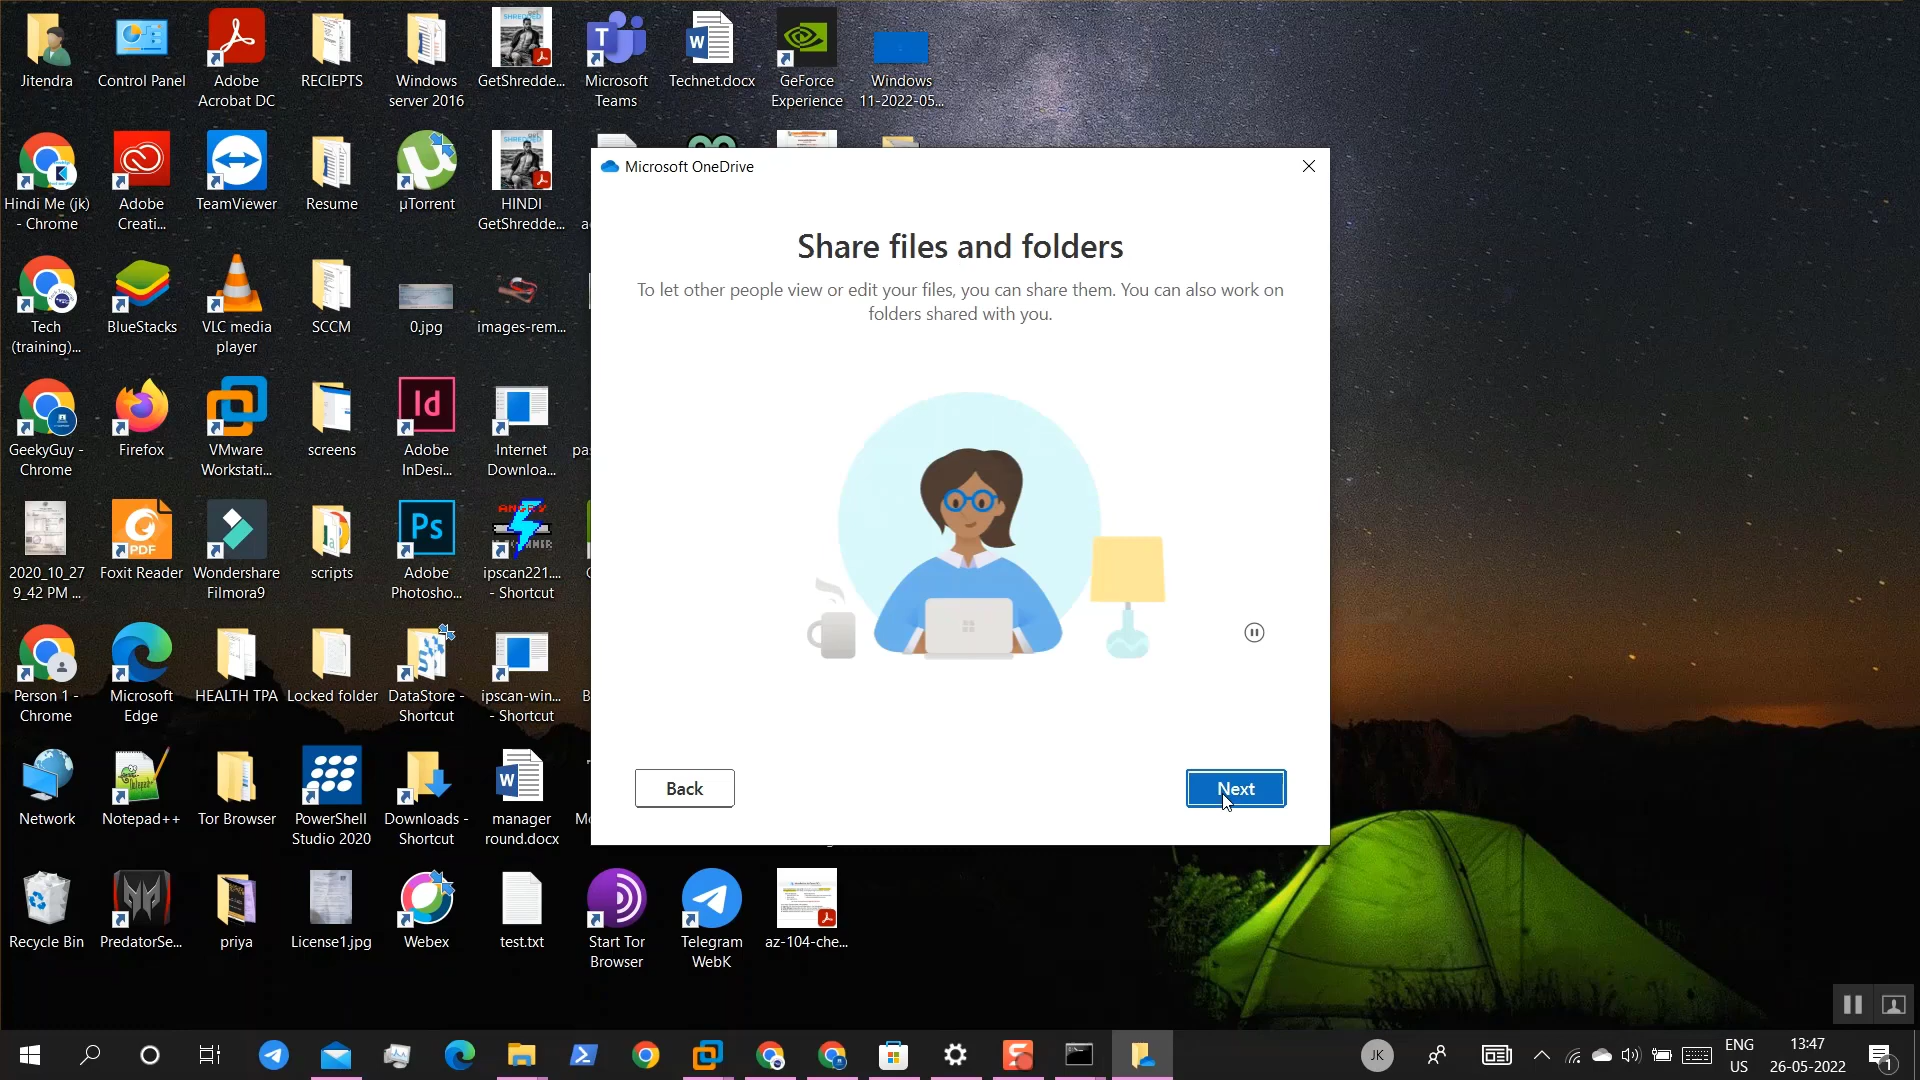 Jitendra
Control Panel
Adobe
Acrobat DC
RECIEPTS
Windows
server 2016
GetShredde...
Microsoft
Teams
Technet.docx
GeForce
Experience
Windows
11-2022-05...
Hindi Me (jk)
- Chrome
Adobe
Creati...
TeamViewer
Resume
µTorrent
HINDI
GetShredde...
Tech
(training)...
BlueStacks
VLC media
player
SCCM
0.jpg
images-rem...
GeekyGuy -
Chrome
Firefox
VMware
Workstati...
screens
Adobe
InDesi...
Internet
Downloa...
2020_10_27
9_42 PM ...
Foxit Reader
Wondershare
Filmora9
scripts
Adobe
Photosho...
ipscan221....
- Shortcut
Person 1 -
Chrome
Microsoft
Edge
HEALTH TPA
Locked folder
DataStore -
Shortcut
ipscan-win...
- Shortcut
Network
Notepad++
Tor Browser
PowerShell
Studio 2020
Downloads -
Shortcut
manager
round.docx
Recycle Bin
PredatorSe...
priya
License1.jpg
Webex
test.txt
Start Tor
Browser
Telegram
WebK
az-104-che...
Microsoft OneDrive
Share files and folders
To let other people view or edit your files, you can share them. You can also work on
folders shared with you.
Back
Next
JK
ENG
US
13:47
26-05-2022
1